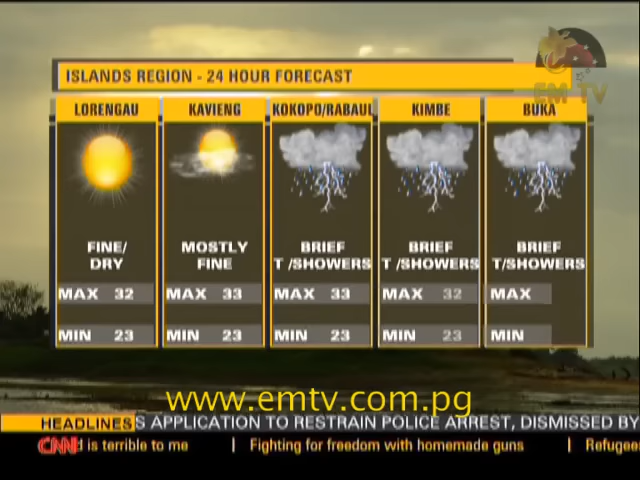 ISLANDS REGION - 24 HOUR FORECAST
EM TV
LORENGAU KAVIENG KOKOPO/RABAUL KIMBE BUKA
FINE/ MOSTLY BRIEF BRIEF BRIEF
DRY FINE T /SHOWERS T /SHOWERS T/SHOWERS
MAX 32 MAX 33 MAX 33 MAX 32 MAX
MIN 23 MIN 23 MIN 23 MIN 23 MIN
www.emtv.com.pg
HEADLINES S APPLICATION TO RESTRAIN POLICE ARREST, DISMISSED BY
CNN is terrible to me | Fighting for freedom with homemade guns | Refugee